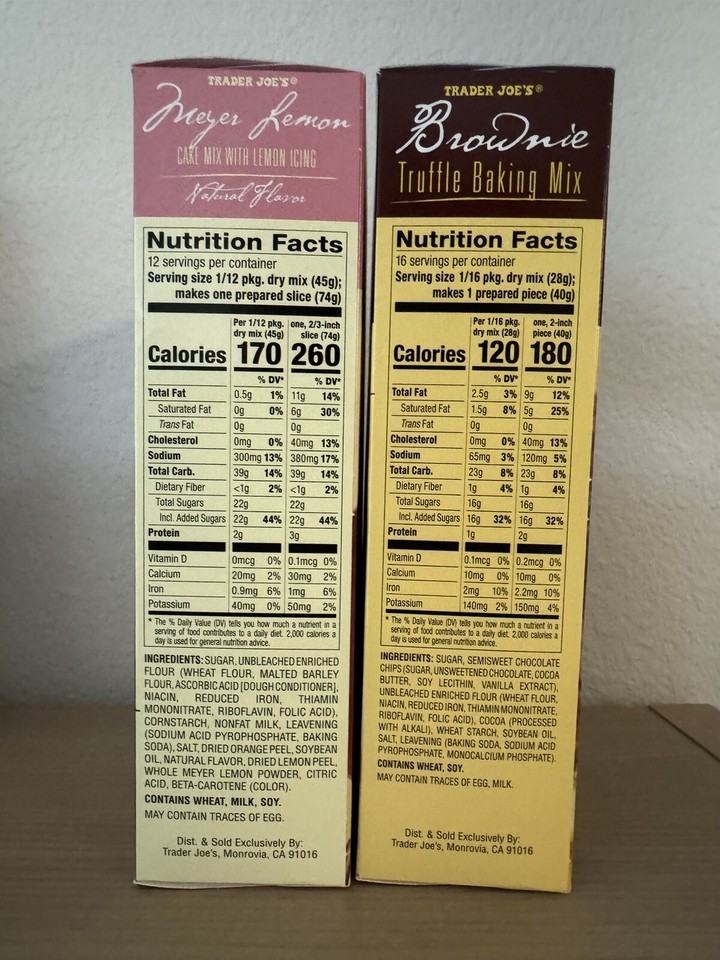 TRADER JOE'S®
Meyer Lemon
CAKE MIX WITH LEMON ICING
Natural Flavor
Nutrition Facts
12 servings per container
Serving size 1/12 pkg. dry mix (45g);
makes one prepared slice (74g)
Per 1/12 pkg. one, 2/3-inch
dry mix (45g) slice (74g)
Calories 170 260
% DV* % DV*
Total Fat 0.5g 1% 11g 14%
Saturated Fat 0g 0% 6g 30%
Trans Fat 0g 0g
Cholesterol 0mg 0% 40mg 13%
Sodium 300mg 13% 380mg 17%
Total Carb. 39g 14% 39g 14%
Dietary Fiber <1g 2% <1g 2%
Total Sugars 22g 22g
Incl. Added Sugars 22g 44% 22g 44%
Protein 2g 3g
Vitamin D 0mcg 0% 0.1mcg 0%
Calcium 20mg 2% 30mg 2%
Iron 0.9mg 6% 1mg 6%
Potassium 40mg 0% 50mg 2%
* The % Daily Value (DV) tells you how much a nutrient in a
serving of food contributes to a daily diet. 2,000 calories a
day is used for general nutrition advice.
INGREDIENTS: SUGAR, UNBLEACHED ENRICHED
FLOUR (WHEAT FLOUR, MALTED BARLEY
FLOUR, ASCORBIC ACID [DOUGH CONDITIONER],
NIACIN, REDUCED IRON, THIAMIN
MONONITRATE, RIBOFLAVIN, FOLIC ACID),
CORNSTARCH, NONFAT MILK, LEAVENING
(SODIUM ACID PYROPHOSPHATE, BAKING
SODA), SALT, DRIED ORANGE PEEL, SOYBEAN
OIL, NATURAL FLAVOR, DRIED LEMON PEEL,
WHOLE MEYER LEMON POWDER, CITRIC
ACID, BETA-CAROTENE (COLOR).
CONTAINS WHEAT, MILK, SOY.
MAY CONTAIN TRACES OF EGG.
Dist. & Sold Exclusively By:
Trader Joe's, Monrovia, CA 91016
TRADER JOE'S®
Brownie
Truffle Baking Mix
Nutrition Facts
16 servings per container
Serving size 1/16 pkg. dry mix (28g);
makes 1 prepared piece (40g)
Per 1/16 pkg. one, 2-inch
dry mix (28g) piece (40g)
Calories 120 180
% DV* % DV*
Total Fat 2.5g 3% 9g 12%
Saturated Fat 1.5g 8% 5g 25%
Trans Fat 0g 0g
Cholesterol 0mg 0% 40mg 13%
Sodium 65mg 3% 120mg 5%
Total Carb. 23g 8% 23g 8%
Dietary Fiber 1g 4% 1g 4%
Total Sugars 16g 16g
Incl. Added Sugars 16g 32% 16g 32%
Protein 1g 2g
Vitamin D 0.1mcg 0% 0.2mcg 0%
Calcium 10mg 0% 10mg 0%
Iron 2mg 10% 2.2mg 10%
Potassium 140mg 2% 150mg 4%
* The % Daily Value (DV) tells you how much a nutrient in a
serving of food contributes to a daily diet. 2,000 calories a
day is used for general nutrition advice.
INGREDIENTS: SUGAR, SEMISWEET CHOCOLATE
CHIPS (SUGAR, UNSWEETENED CHOCOLATE, COCOA
BUTTER, SOY LECITHIN, VANILLA EXTRACT),
UNBLEACHED ENRICHED FLOUR (WHEAT FLOUR,
NIACIN, REDUCED IRON, THIAMIN MONONITRATE,
RIBOFLAVIN, FOLIC ACID), COCOA (PROCESSED
WITH ALKALI), WHEAT STARCH, SOYBEAN OIL,
SALT, LEAVENING (BAKING SODA, SODIUM ACID
PYROPHOSPHATE, MONOCALCIUM PHOSPHATE).
CONTAINS WHEAT, SOY.
MAY CONTAIN TRACES OF EGG, MILK.
Dist. & Sold Exclusively By:
Trader Joe's, Monrovia, CA 91016